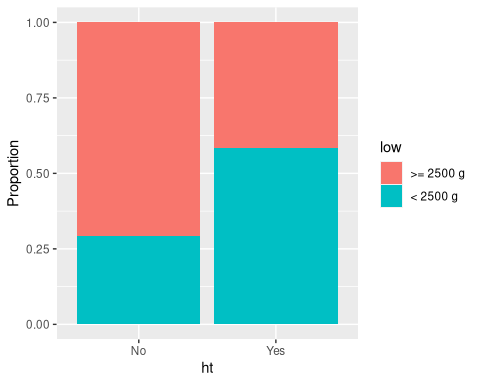 1.00
0.75
0.50
0.25
0.00
Proportion
No Yes
ht
low
>= 2500 g
< 2500 g